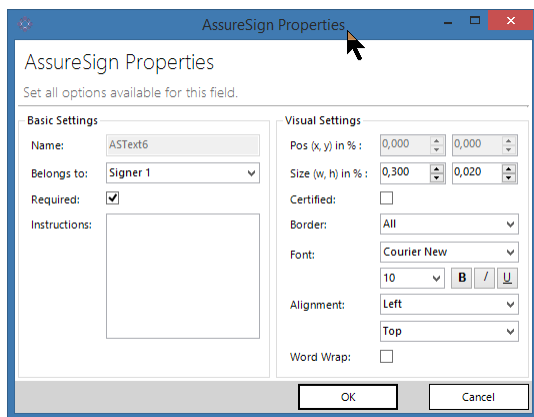 AssureSign Properties
AssureSign Properties
Set all options available for this field.
Basic Settings
Name: ASText6
Belongs to: Signer 1
Required:
Instructions:
Visual Settings
Pos (x, y) in % : 0,000 0,000
Size (w, h) in % : 0,300 0,020
Certified:
Border: All
Font: Courier New
10 B I U
Alignment: Left
Top
Word Wrap:
OK Cancel